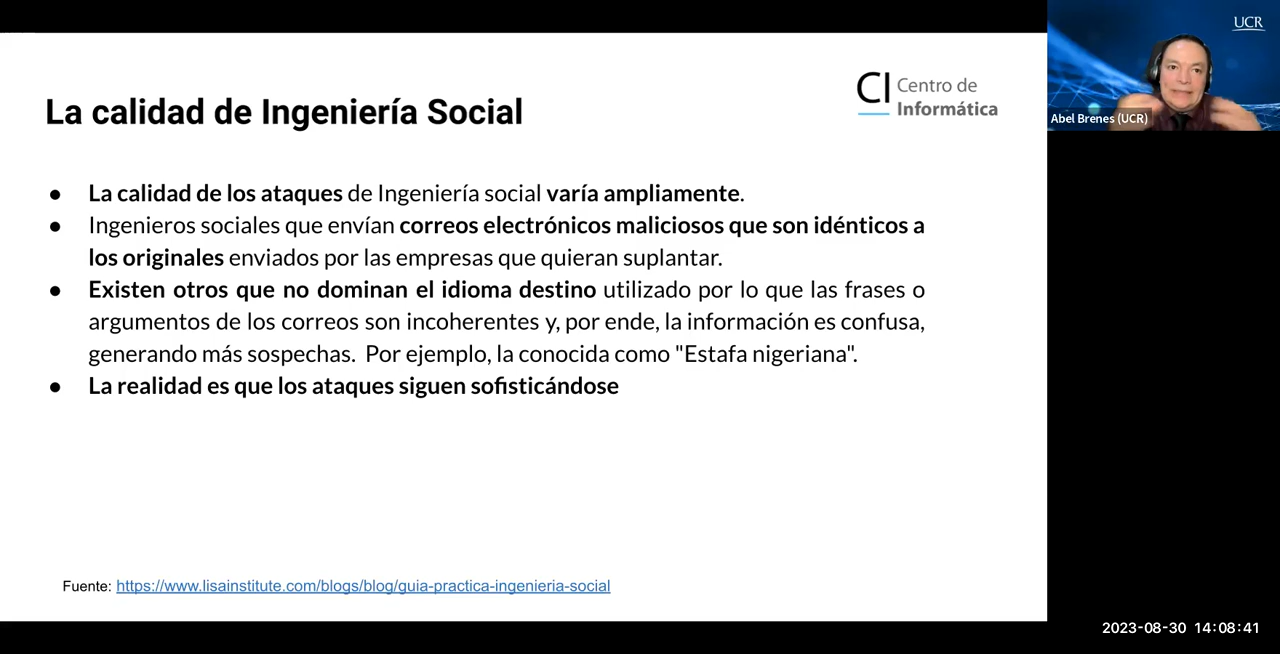 La calidad de Ingeniería Social
CI Centro de
Informática
● La calidad de los ataques de Ingeniería social varía ampliamente.
● Ingenieros sociales que envían correos electrónicos maliciosos que son idénticos a
los originales enviados por las empresas que quieran suplantar.
● Existen otros que no dominan el idioma destino utilizado por lo que las frases o
argumentos de los correos son incoherentes y, por ende, la información es confusa,
generando más sospechas. Por ejemplo, la conocida como "Estafa nigeriana".
● La realidad es que los ataques siguen sofisticándose
Fuente: https://www.lisainstitute.com/blogs/blog/guia-practica-ingenieria-social
UCR
Abel Brenes (UCR)
2023-08-30 14:08:41